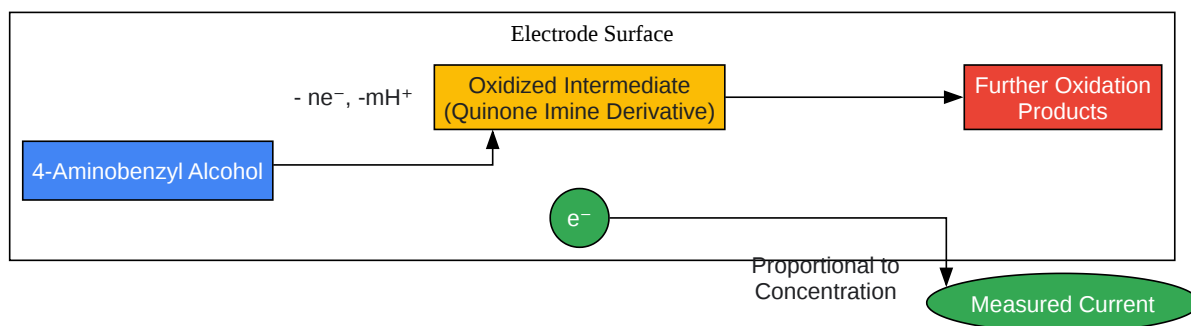 Electrode Surface
- ne⁻, -mH⁺
Oxidized Intermediate
(Quinone Imine Derivative)
Further Oxidation
Products
4-Aminobenzyl Alcohol
e⁻
Proportional to
Concentration
Measured Current